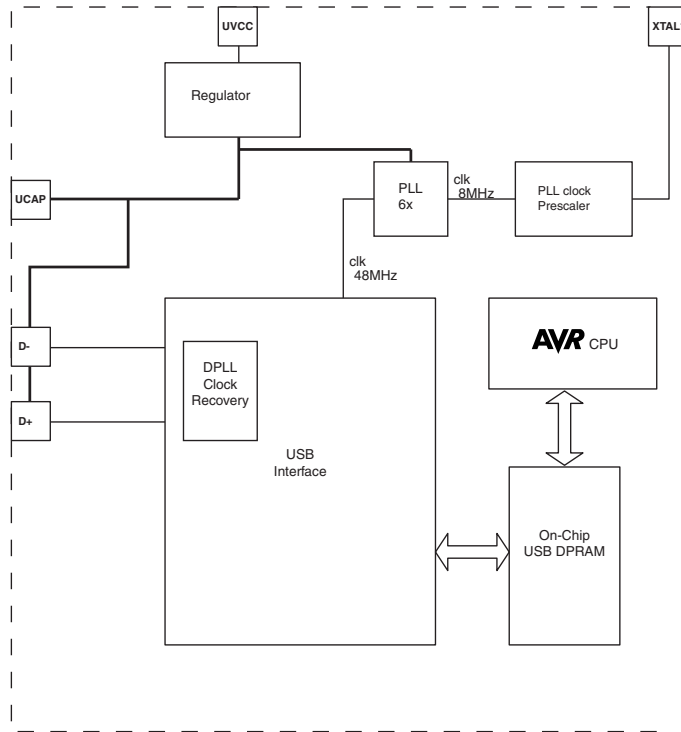 UVCC
XTAL1
Regulator
UCAP
PLL
6x
clk
8MHz
PLL clock
Prescaler
clk
48MHz
D-
DPLL
Clock
Recovery
AVR CPU
D+
USB
Interface
On-Chip
USB DPRAM